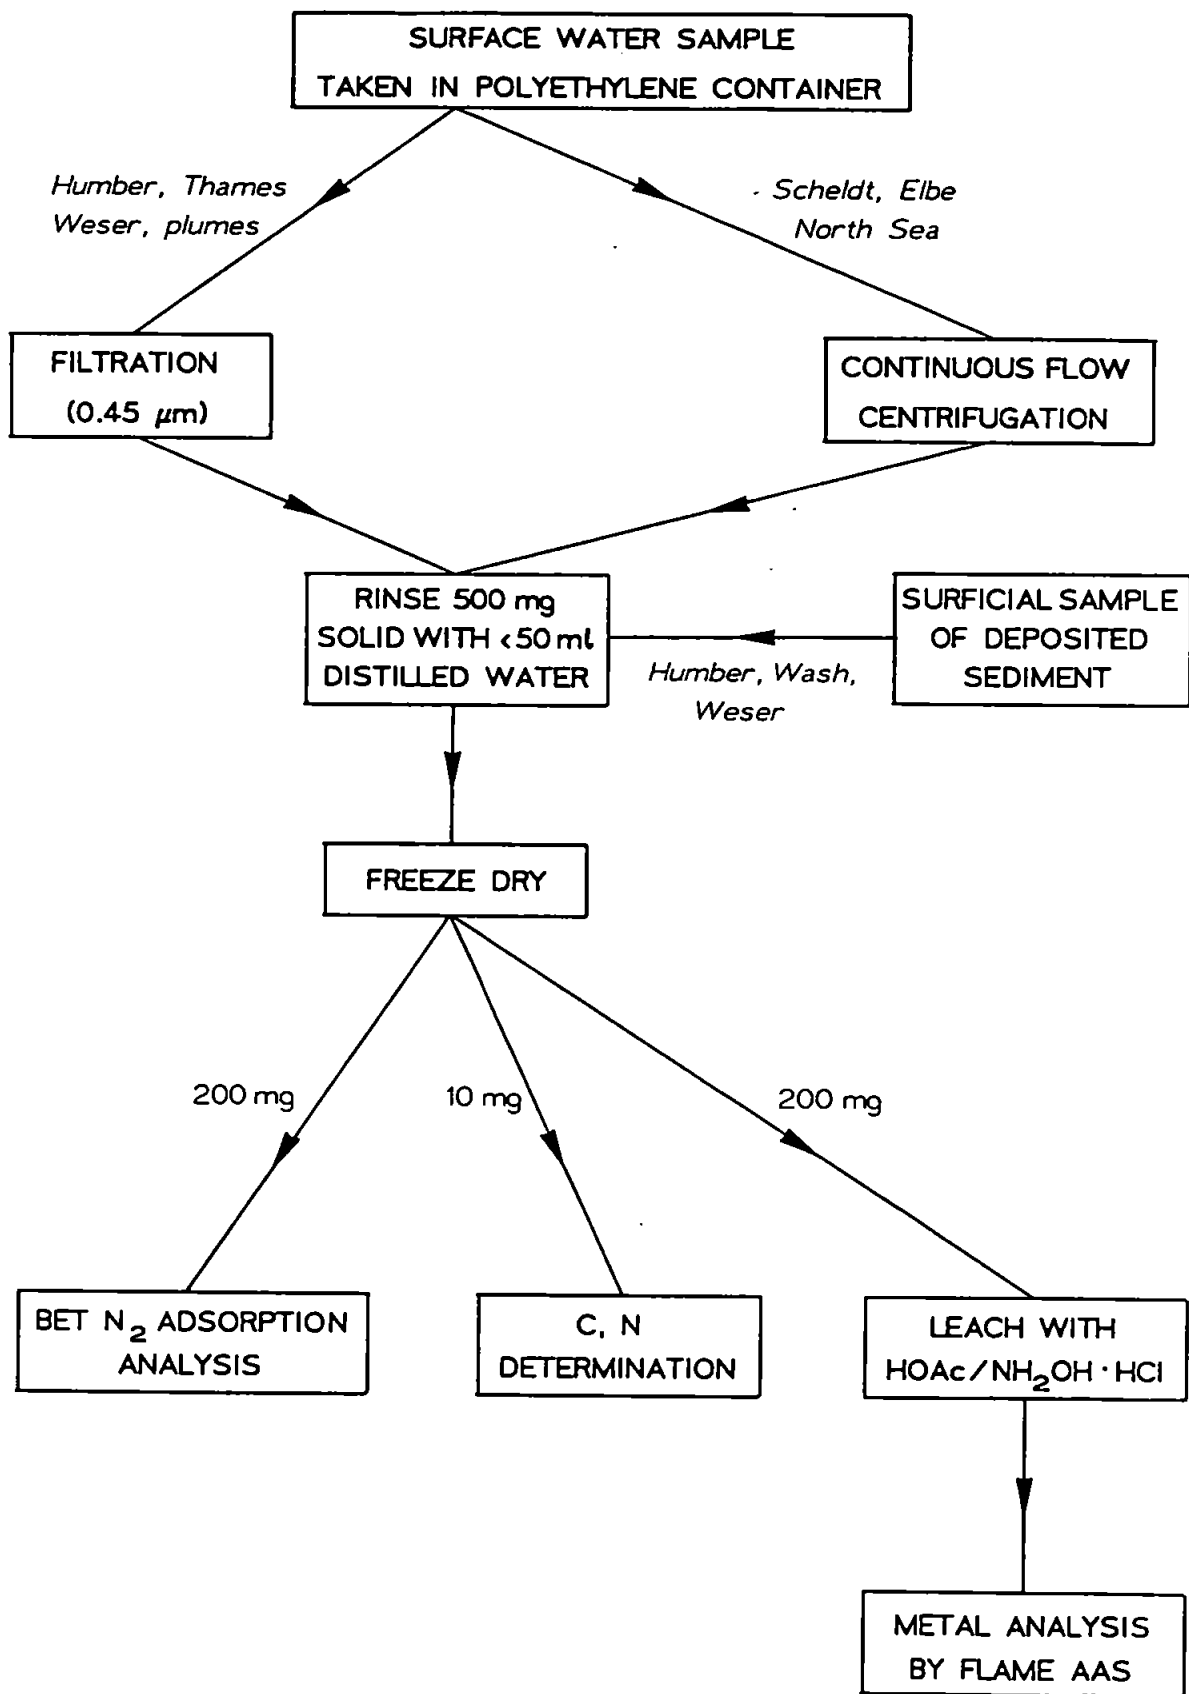 SURFACE WATER SAMPLE
TAKEN IN POLYETHYLENE CONTAINER
Humber, Thames
Weser, plumes
Scheldt, Elbe
North Sea
FILTRATION
(0.45 μm)
CONTINUOUS FLOW
CENTRIFUGATION
RINSE 500 mg
SOLID WITH <50 ml
DISTILLED WATER
Humber, Wash,
Weser
SURFICIAL SAMPLE
OF DEPOSITED
SEDIMENT
FREEZE DRY
200 mg
10 mg
200 mg
BET N₂ ADSORPTION
ANALYSIS
C, N
DETERMINATION
LEACH WITH
HOAc/NH₂OH·HCl
METAL ANALYSIS
BY FLAME AAS